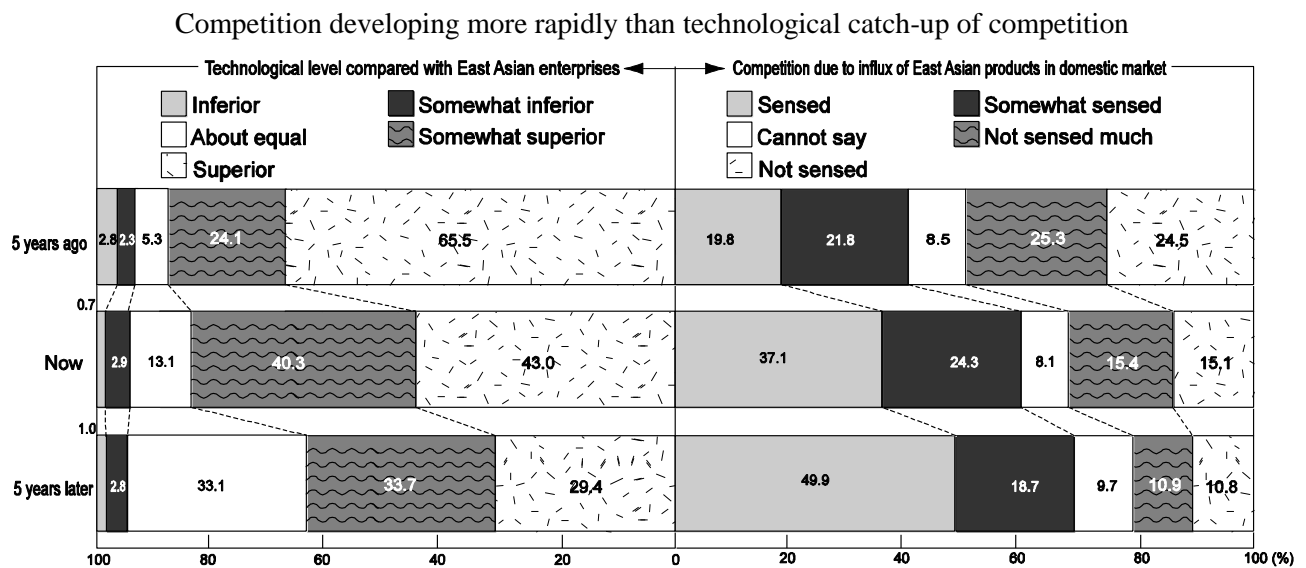 Competition developing more rapidly than technological catch-up of competition
Technological level compared with East Asian enterprises
Competition due to influx of East Asian products in domestic market
Inferior
Somewhat inferior
About equal
Somewhat superior
Superior
Sensed
Somewhat sensed
Cannot say
Not sensed much
Not sensed
5 years ago 2.8 2.3 5.3 24.1 65.5 19.8 21.8 8.5 25.3 24.5
0.7
Now 2.9 13.1 40.3 43.0 37.1 24.3 8.1 15.4 15.1
1.0
5 years later 2.8 33.1 33.7 29.4 49.9 18.7 9.7 10.9 10.8
100 80 60 40 20 0 20 40 60 80 100 (%)